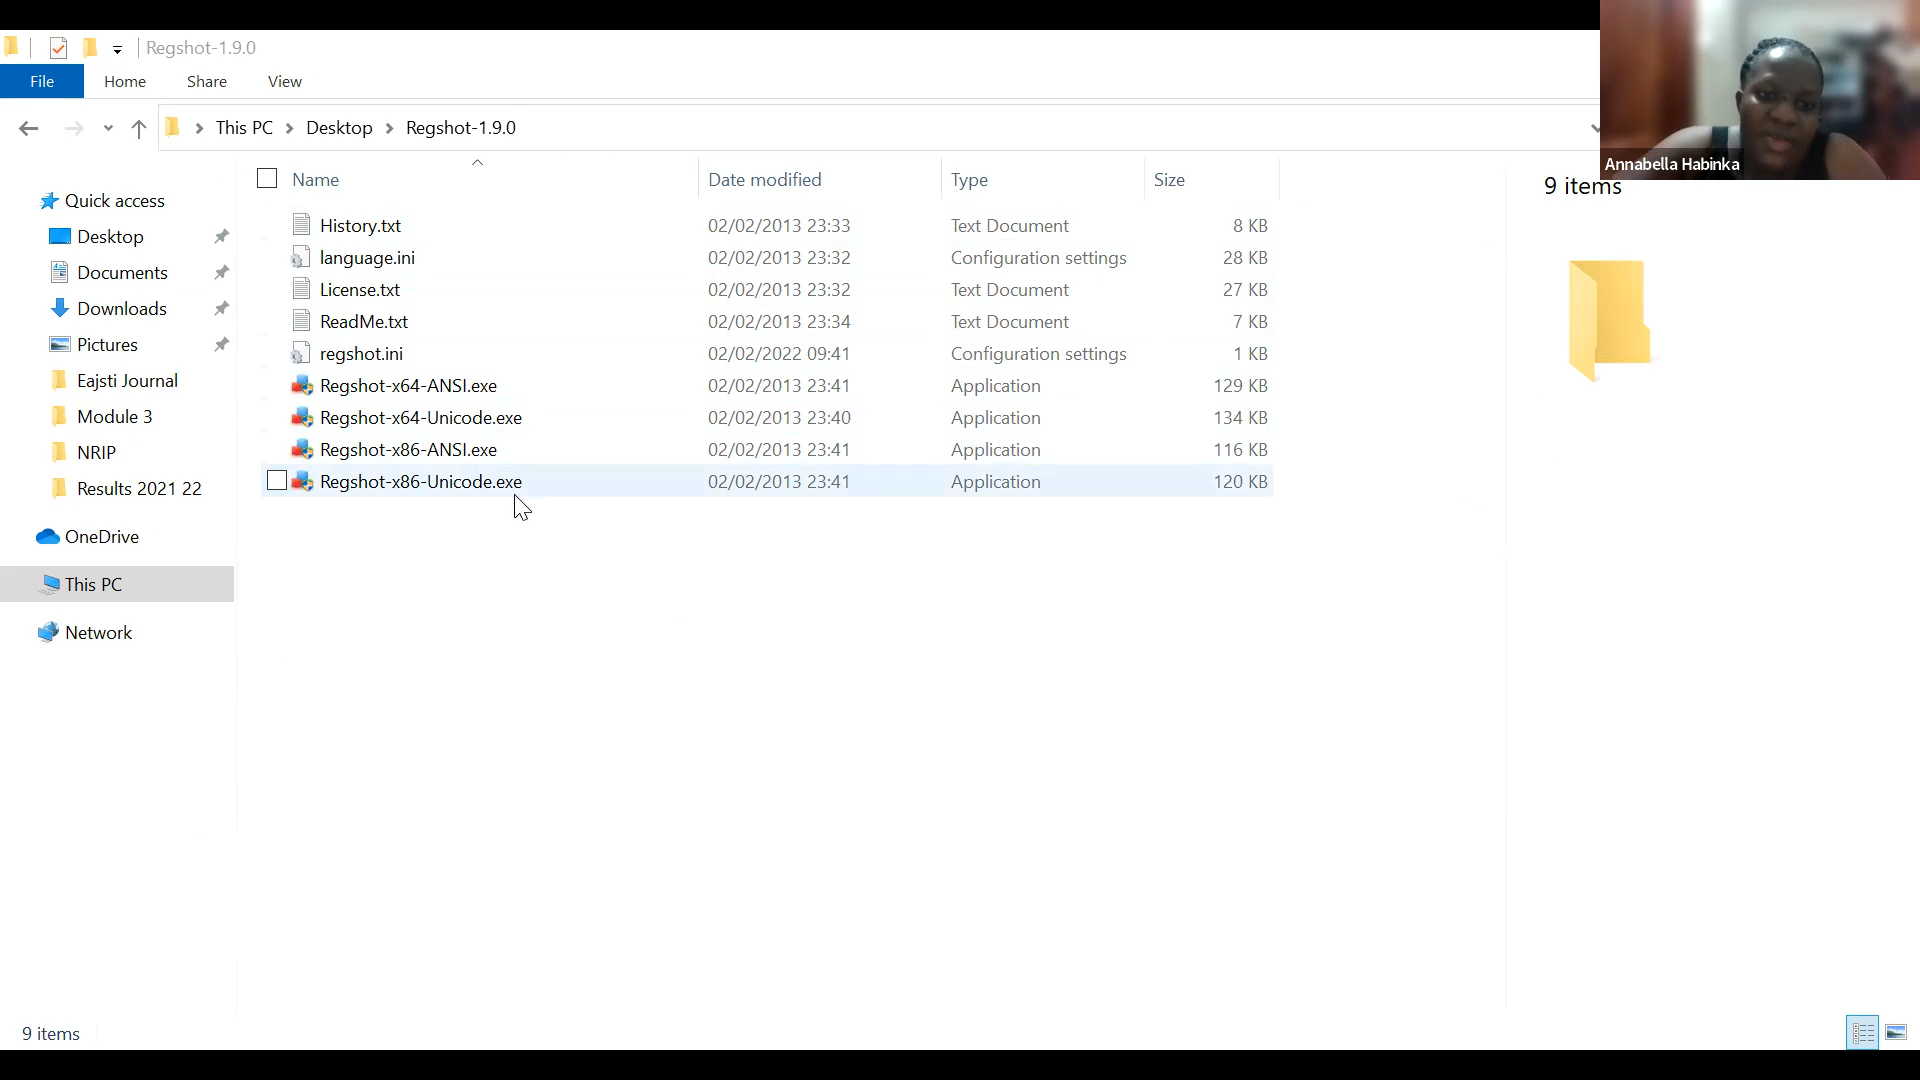 Regshot-1.9.0
File Home Share View
This PC Desktop Regshot-1.9.0
Annabella Habinka
Name Date modified Type Size
9 items
Quick access
Desktop
Documents
Downloads
Pictures
Eajsti Journal
Module 3
NRIP
Results 2021 22
OneDrive
This PC
Network
History.txt 02/02/2013 23:33 Text Document 8 KB
language.ini 02/02/2013 23:32 Configuration settings 28 KB
License.txt 02/02/2013 23:32 Text Document 27 KB
ReadMe.txt 02/02/2013 23:34 Text Document 7 KB
regshot.ini 02/02/2022 09:41 Configuration settings 1 KB
Regshot-x64-ANSI.exe 02/02/2013 23:41 Application 129 KB
Regshot-x64-Unicode.exe 02/02/2013 23:40 Application 134 KB
Regshot-x86-ANSI.exe 02/02/2013 23:41 Application 116 KB
Regshot-x86-Unicode.exe 02/02/2013 23:41 Application 120 KB
9 items